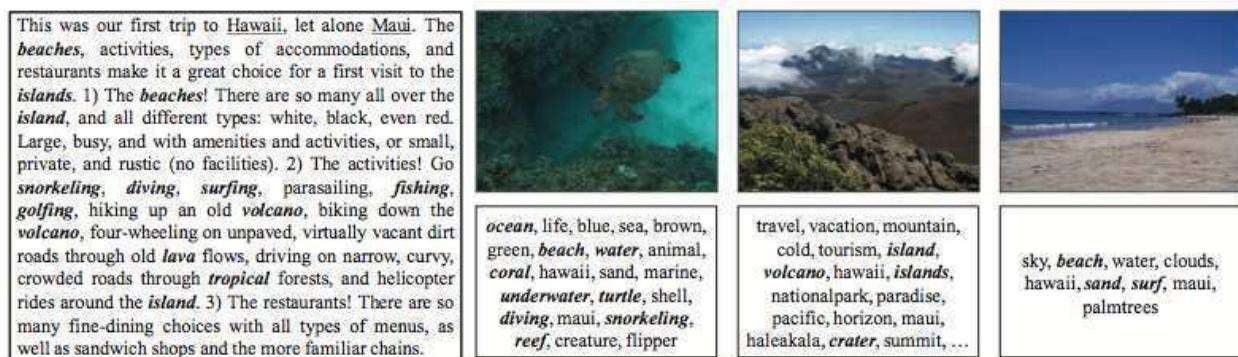 This was our first trip to Hawaii, let alone Maui. The
beaches, activities, types of accommodations, and
restaurants make it a great choice for a first visit to the
islands. 1) The beaches! There are so many all over the
island, and all different types: white, black, even red.
Large, busy, and with amenities and activities, or small,
private, and rustic (no facilities). 2) The activities! Go
snorkeling, diving, surfing, parasailing, fishing,
golfing, hiking up an old volcano, biking down the
volcano, four-wheeling on unpaved, virtually vacant dirt
roads through old lava flows, driving on narrow, curvy,
crowded roads through tropical forests, and helicopter
rides around the island. 3) The restaurants! There are so
many fine-dining choices with all types of menus, as
well as sandwich shops and the more familiar chains.
ocean, life, blue, sea, brown,
green, beach, water, animal,
coral, hawaii, sand, marine,
underwater, turtle, shell,
diving, maui, snorkeling,
reef, creature, flipper
travel, vacation, mountain,
cold, tourism, island,
volcano, hawaii, islands,
nationalpark, paradise,
pacific, horizon, maui,
haleakala, crater, summit, …
sky, beach, water, clouds,
hawaii, sand, surf, maui,
palmtrees